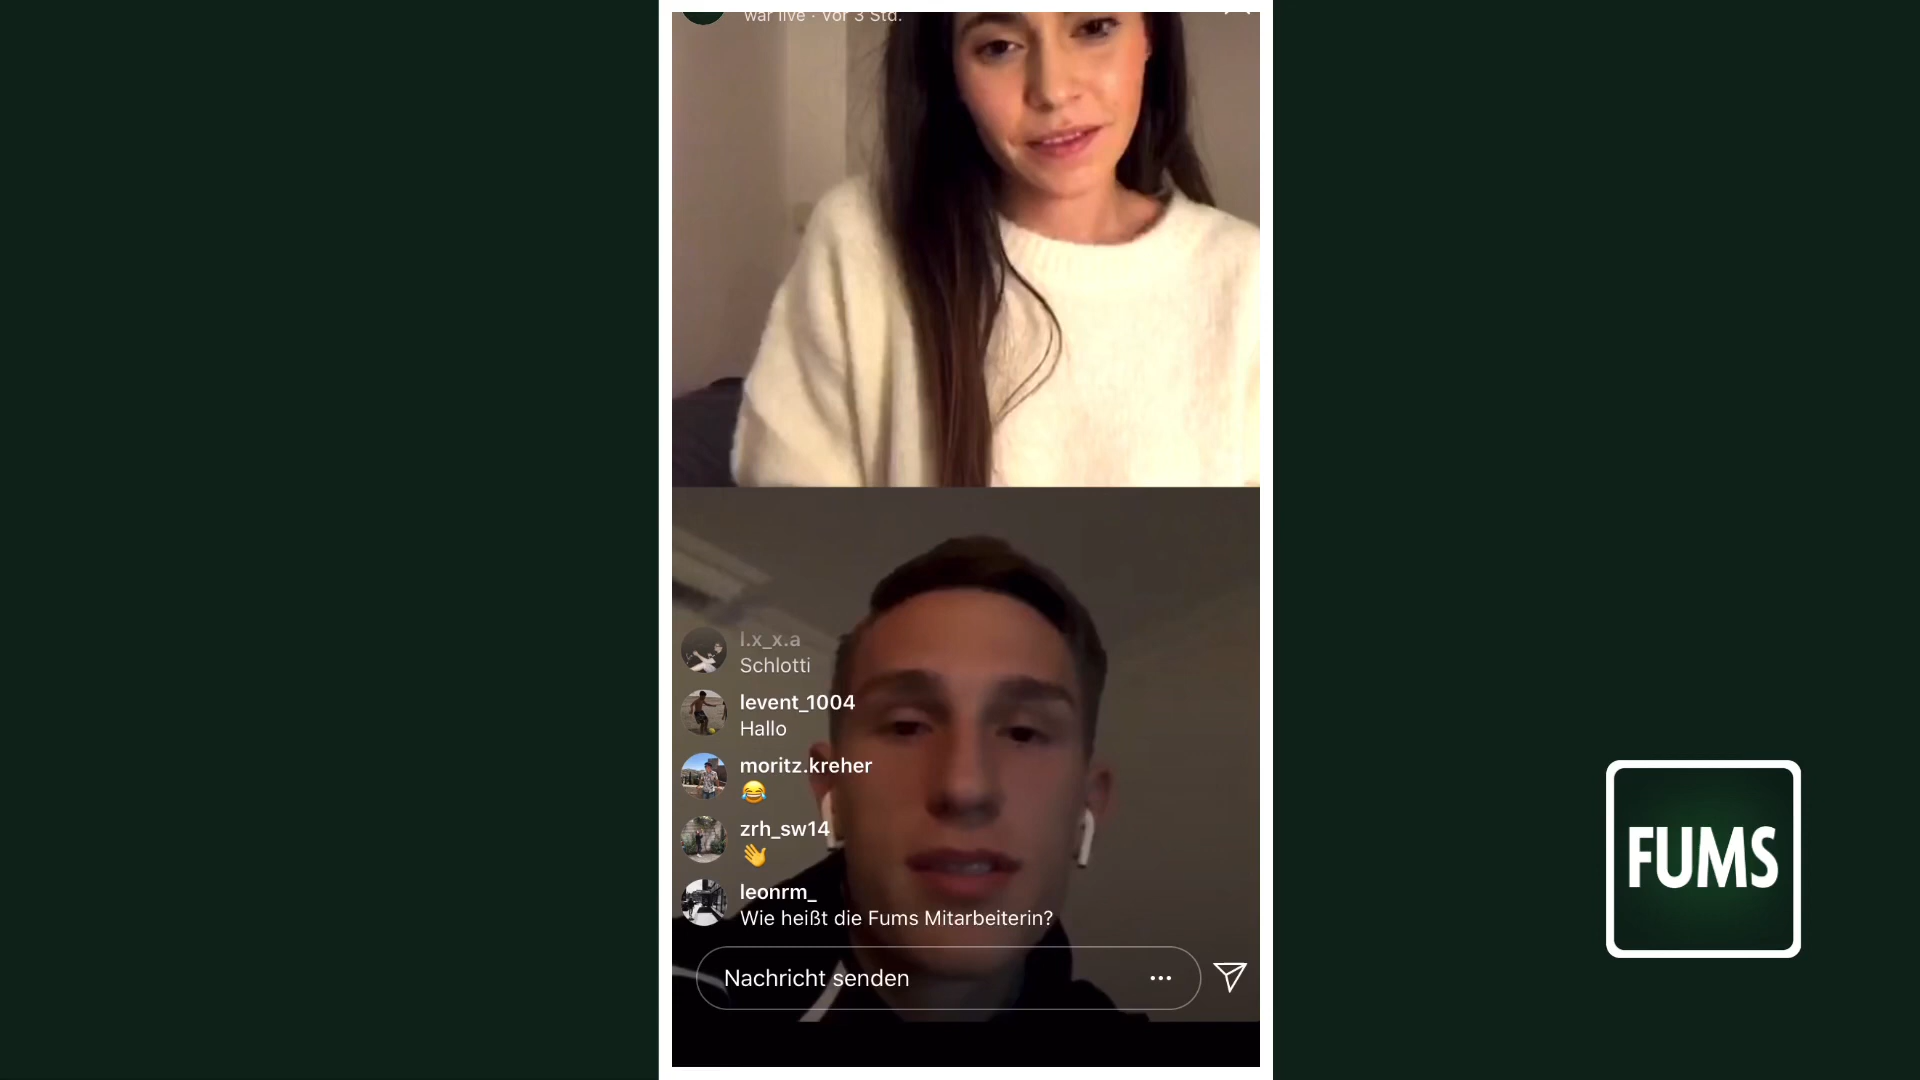 war live · Vor 3 Std.
l.x_x.a
Schlotti
levent_1004
Hallo
moritz.kreher
😂
zrh_sw14
👋
leonrm_
Wie heißt die Fums Mitarbeiterin?
Nachricht senden
FUMS